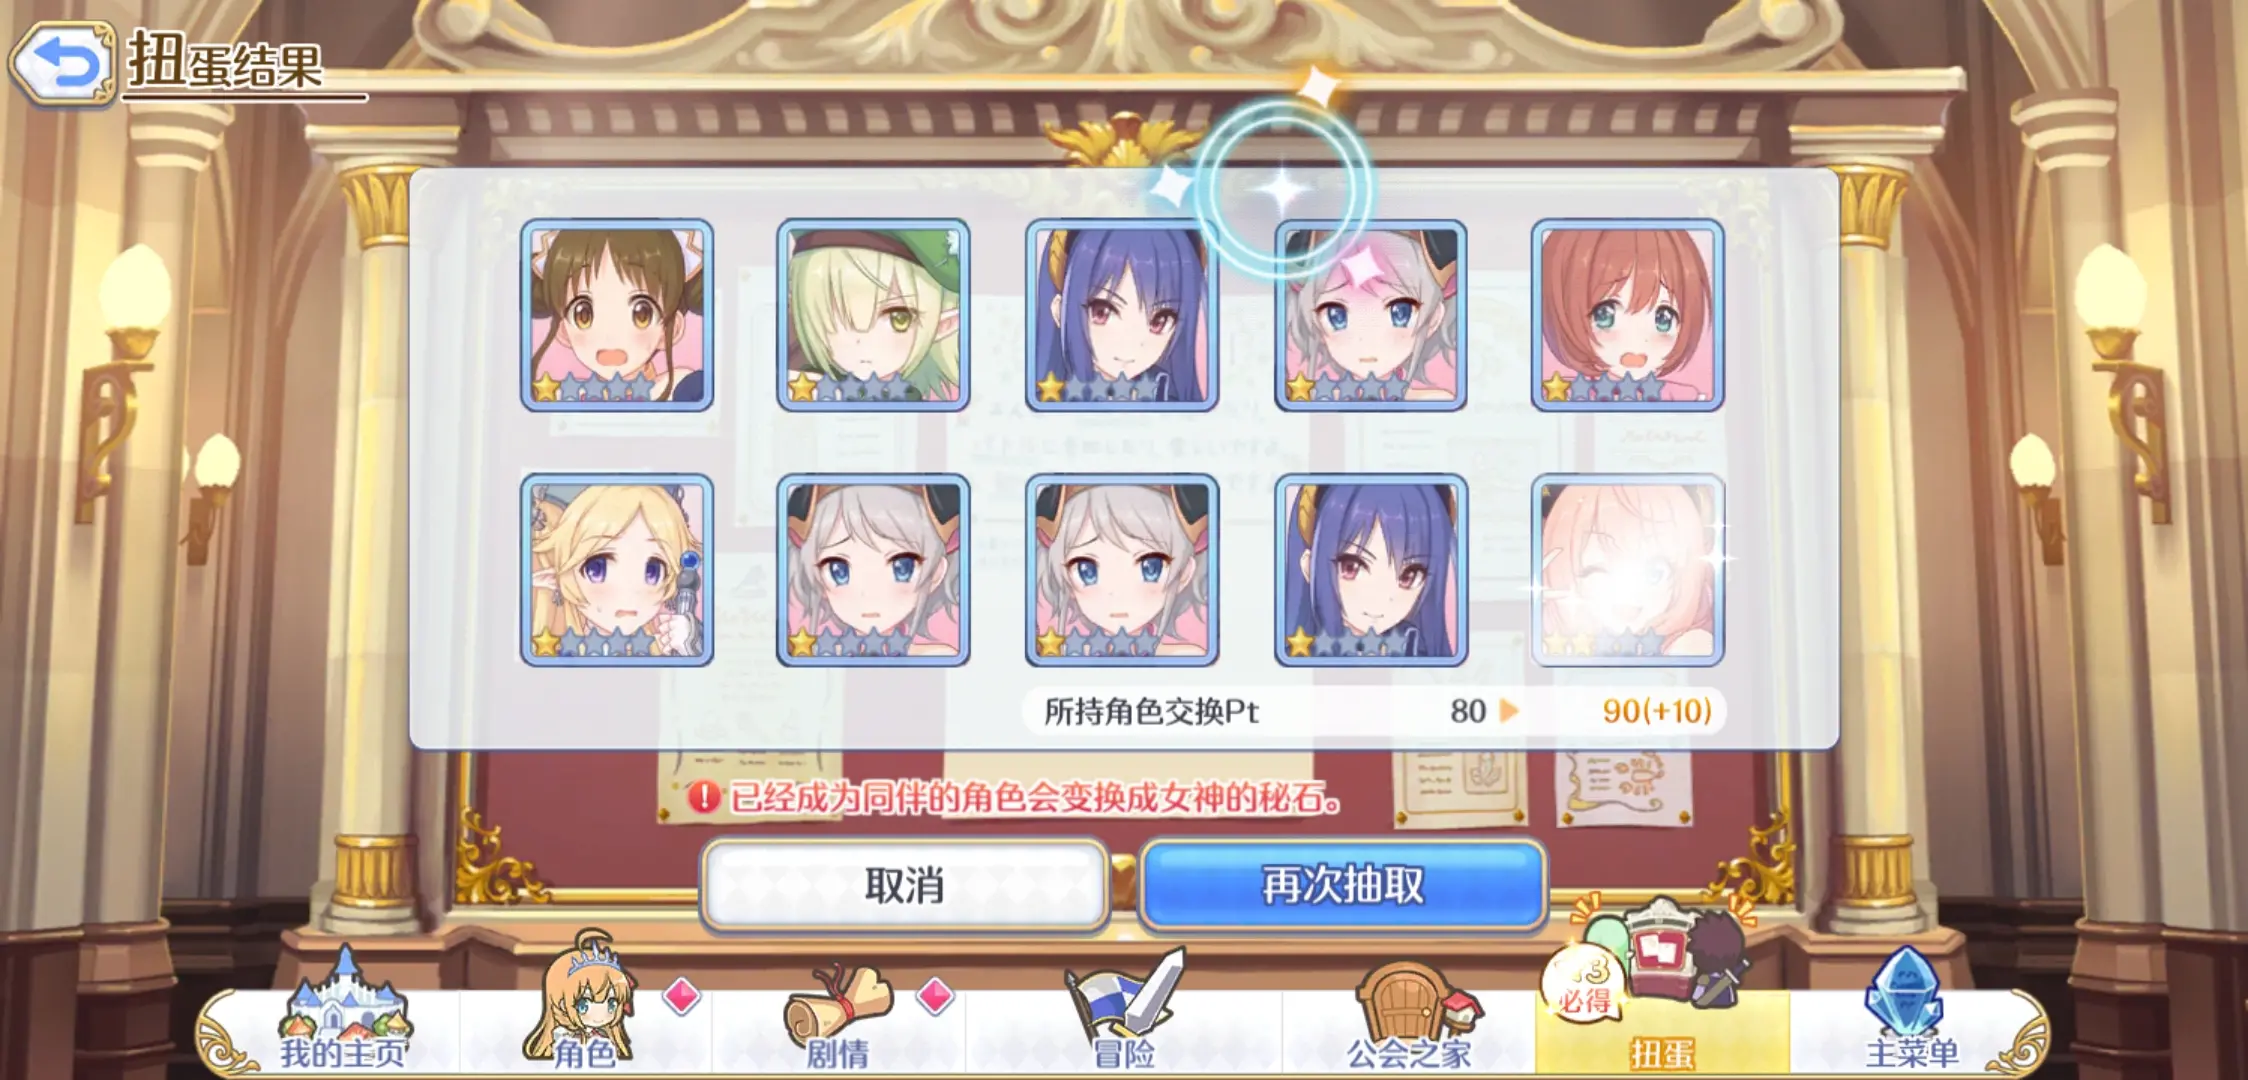 扭蛋结果
所持角色交换Pt 80 90(+10)
已经成为同伴的角色会变换成女神的秘石。
取消
再次抽取
必得
我的主页
角色
剧情
冒险
公会之家
扭蛋
主菜单